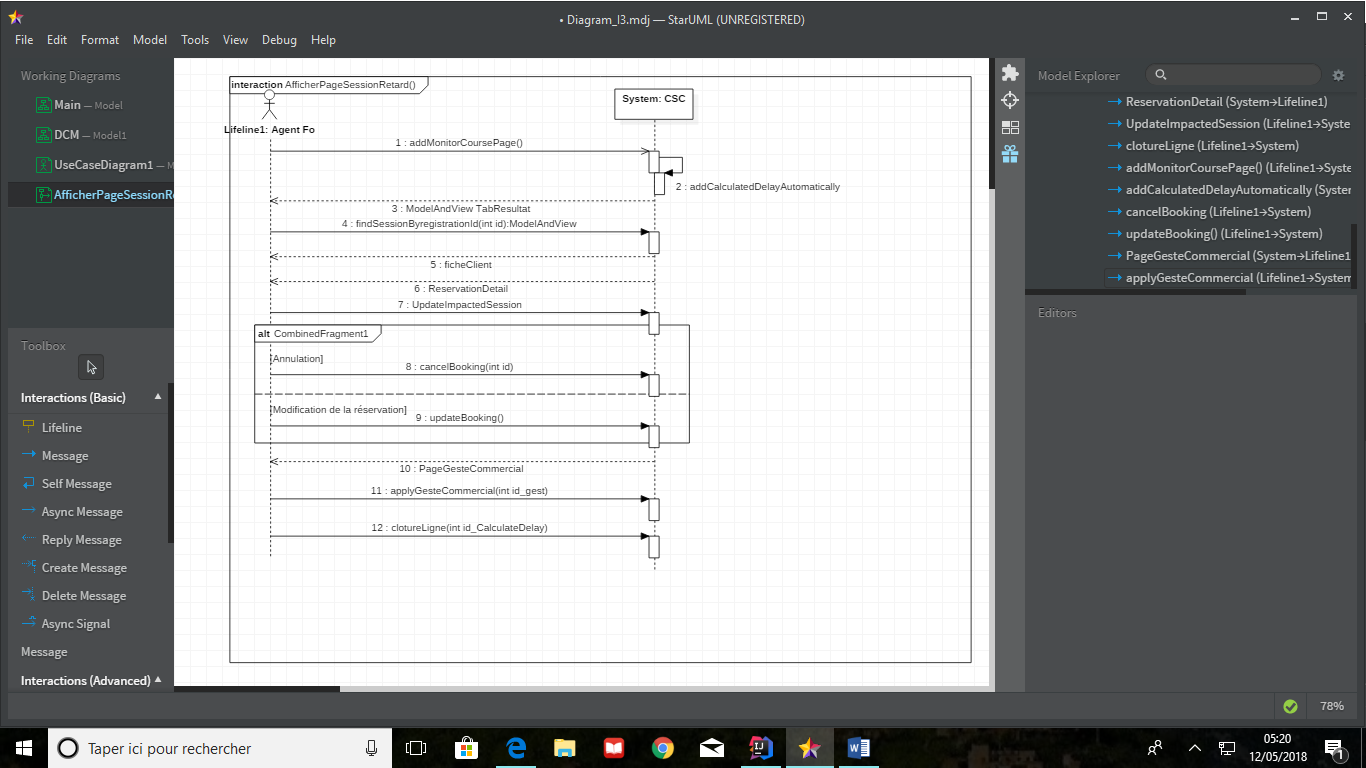 • Diagram_I3.mdj — StarUML (UNREGISTERED)
File Edit Format Model Tools View Debug Help
Working Diagrams
Main — Model
DCM — Model1
UseCaseDiagram1 — M
AfficherPageSessionR
Toolbox
Interactions (Basic)
Lifeline
Message
Self Message
Async Message
Reply Message
Create Message
Delete Message
Async Signal
Message
Interactions (Advanced)
interaction AfficherPageSessionRetard()
System: CSC
Lifeline1: Agent Fo
1 : addMonitorCoursePage()
2 : addCalculatedDelayAutomatically
3 : ModelAndView TabResultat
4 : findSessionByregistrationId(int id):ModelAndView
5 : ficheClient
6 : ReservationDetail
7 : UpdateImpactedSession
alt CombinedFragment1
[Annulation]
8 : cancelBooking(int id)
[Modification de la réservation]
9 : updateBooking()
10 : PageGesteCommercial
11 : applyGesteCommercial(int id_gest)
12 : clotureLigne(int id_CalculateDelay)
Model Explorer
ReservationDetail (System→Lifeline1)
UpdateImpactedSession (Lifeline1→Syste
clotureLigne (Lifeline1→System)
addMonitorCoursePage() (Lifeline1→Syste
addCalculatedDelayAutomatically (System
cancelBooking (Lifeline1→System)
updateBooking() (Lifeline1→System)
PageGesteCommercial (System→Lifeline1
applyGesteCommercial (Lifeline1→System
Editors
78%
Taper ici pour rechercher
05:20
12/05/2018
1